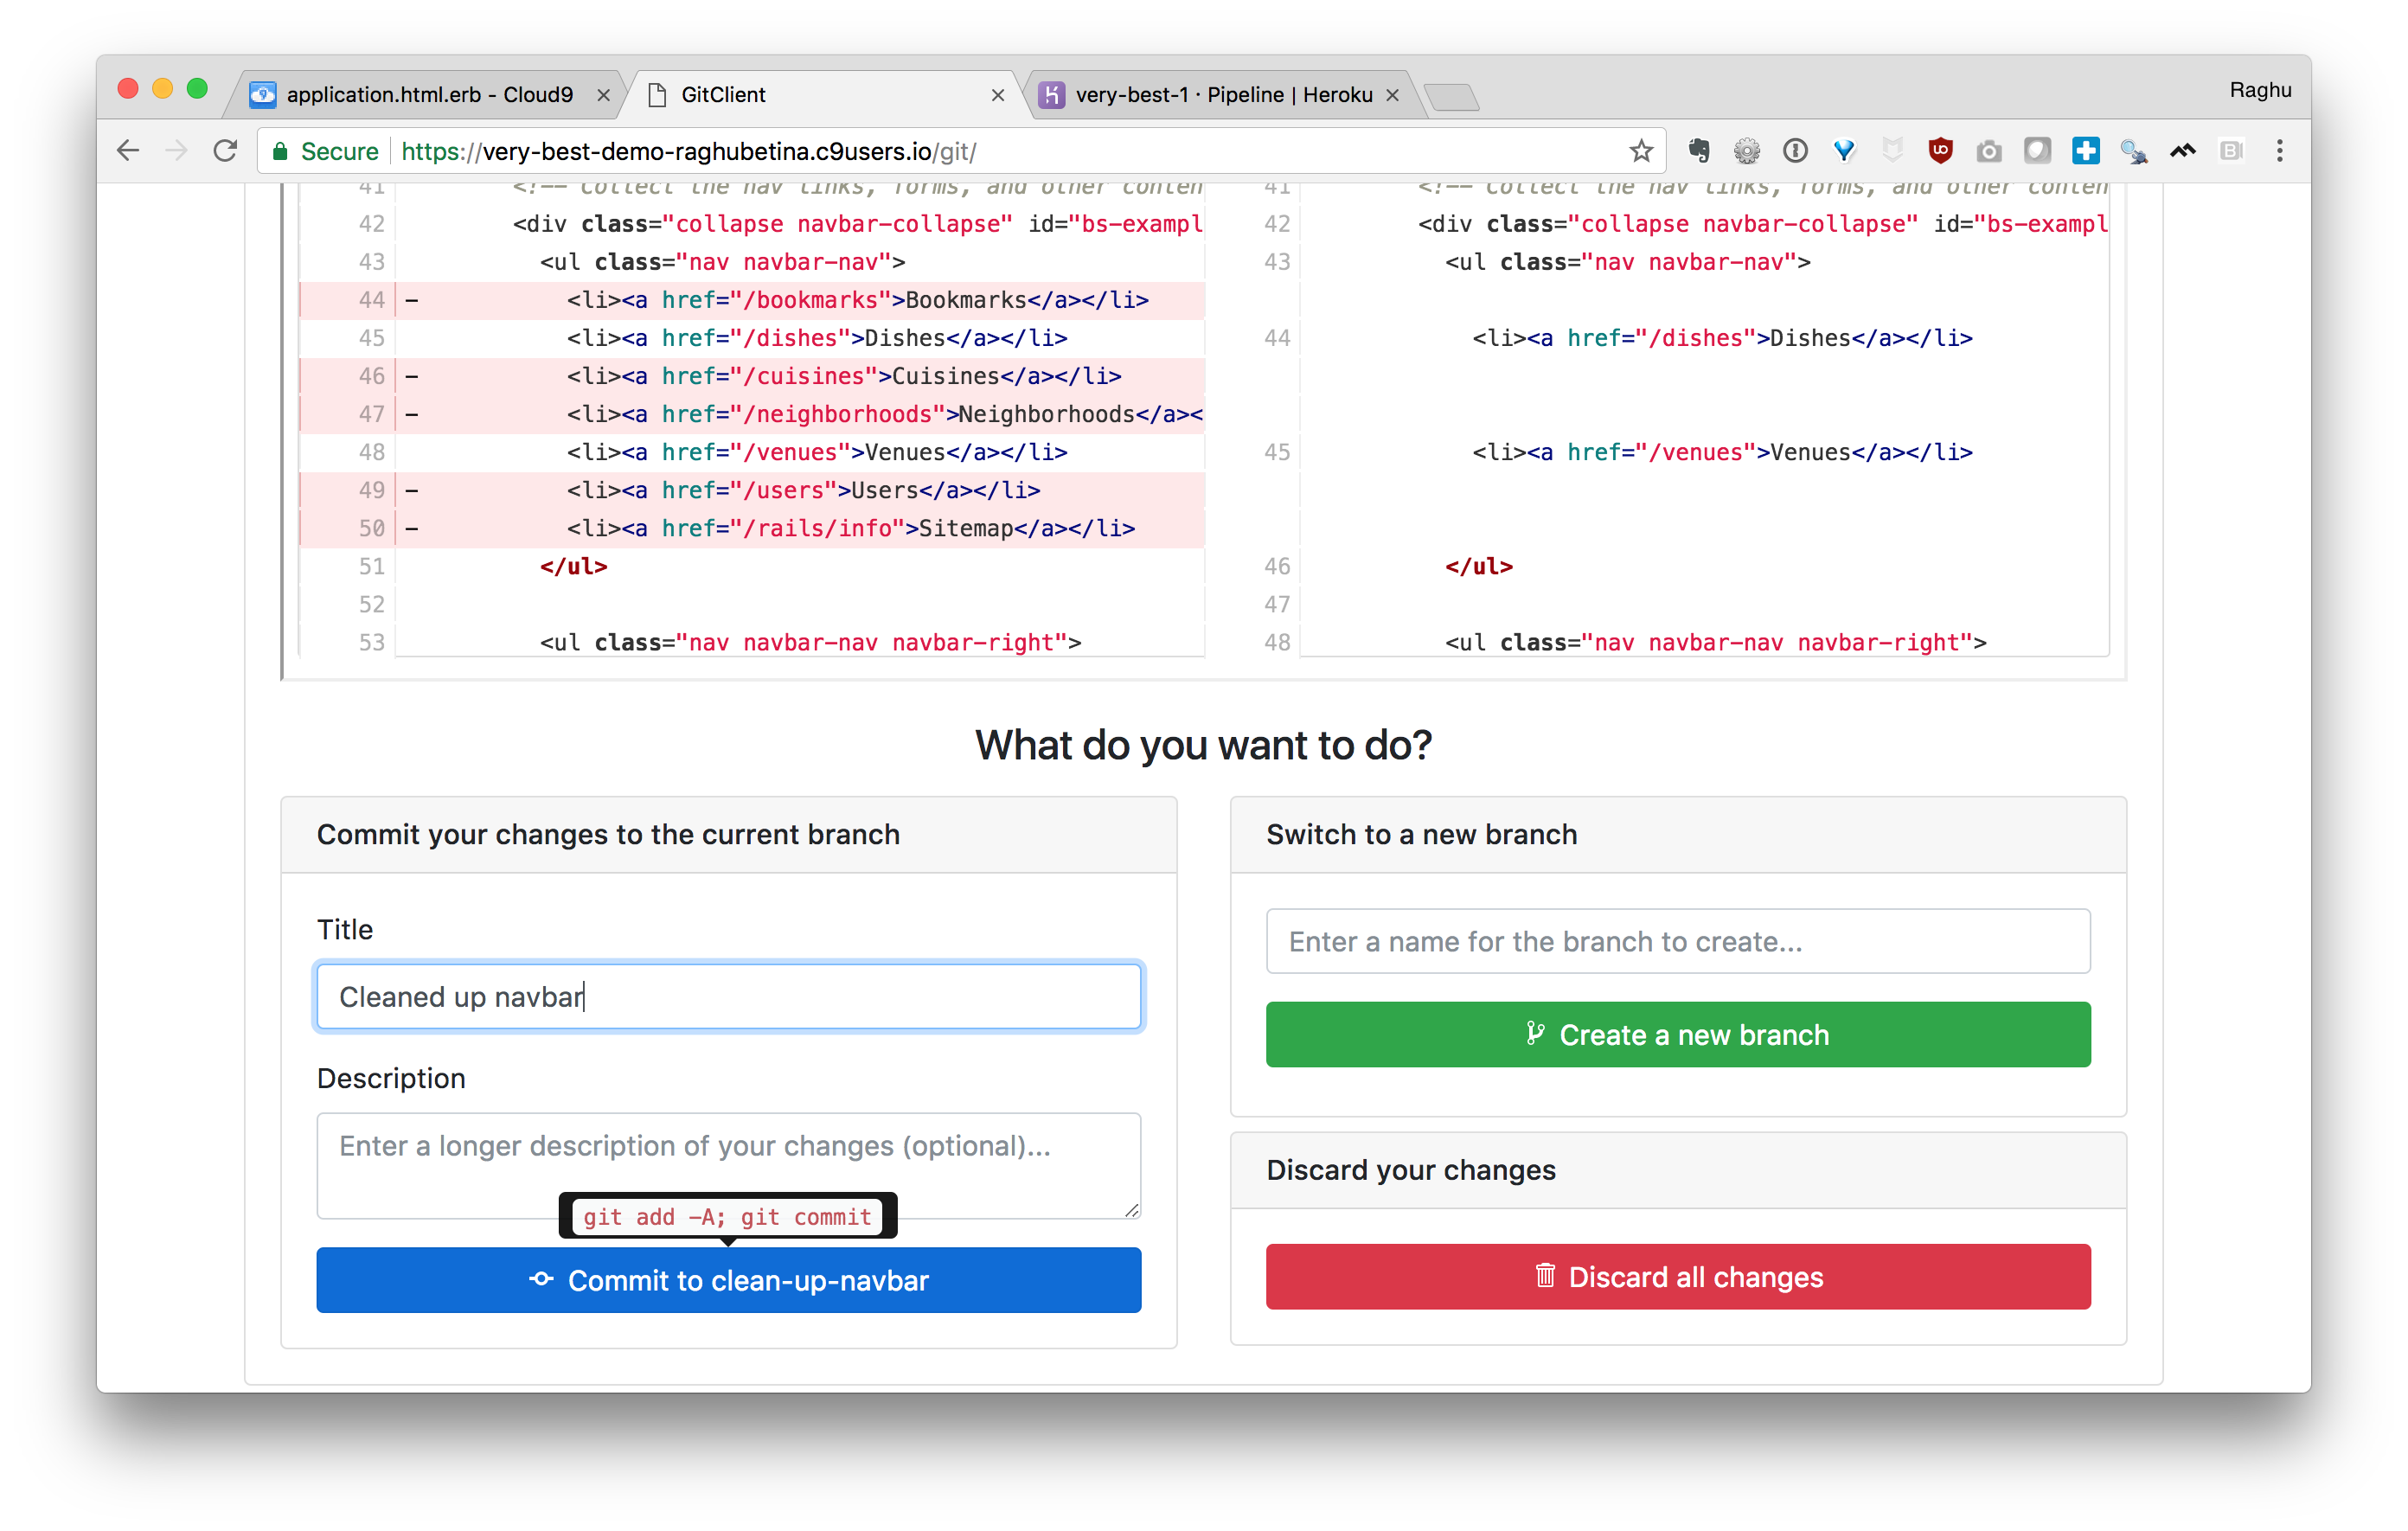 application.html.erb - Cloud9
GitClient
very-best-1 · Pipeline | Heroku
Raghu
Secure
https://very-best-demo-raghubetina.c9users.io/git/
41 <!-- Collect the nav links, forms, and other conten
42 <div class="collapse navbar-collapse" id="bs-exampl
43 <ul class="nav navbar-nav">
44 - <li><a href="/bookmarks">Bookmarks</a></li>
45 <li><a href="/dishes">Dishes</a></li>
46 - <li><a href="/cuisines">Cuisines</a></li>
47 - <li><a href="/neighborhoods">Neighborhoods</a><
48 <li><a href="/venues">Venues</a></li>
49 - <li><a href="/users">Users</a></li>
50 - <li><a href="/rails/info">Sitemap</a></li>
51 </ul>
52
53 <ul class="nav navbar-nav navbar-right">
41 <!-- Collect the nav links, forms, and other conten
42 <div class="collapse navbar-collapse" id="bs-exampl
43 <ul class="nav navbar-nav">
44 <li><a href="/dishes">Dishes</a></li>
45 <li><a href="/venues">Venues</a></li>
46 </ul>
47
48 <ul class="nav navbar-nav navbar-right">
What do you want to do?
Commit your changes to the current branch
Title
Cleaned up navbar
Description
Enter a longer description of your changes (optional)...
git add -A; git commit
Commit to clean-up-navbar
Switch to a new branch
Enter a name for the branch to create...
Create a new branch
Discard your changes
Discard all changes